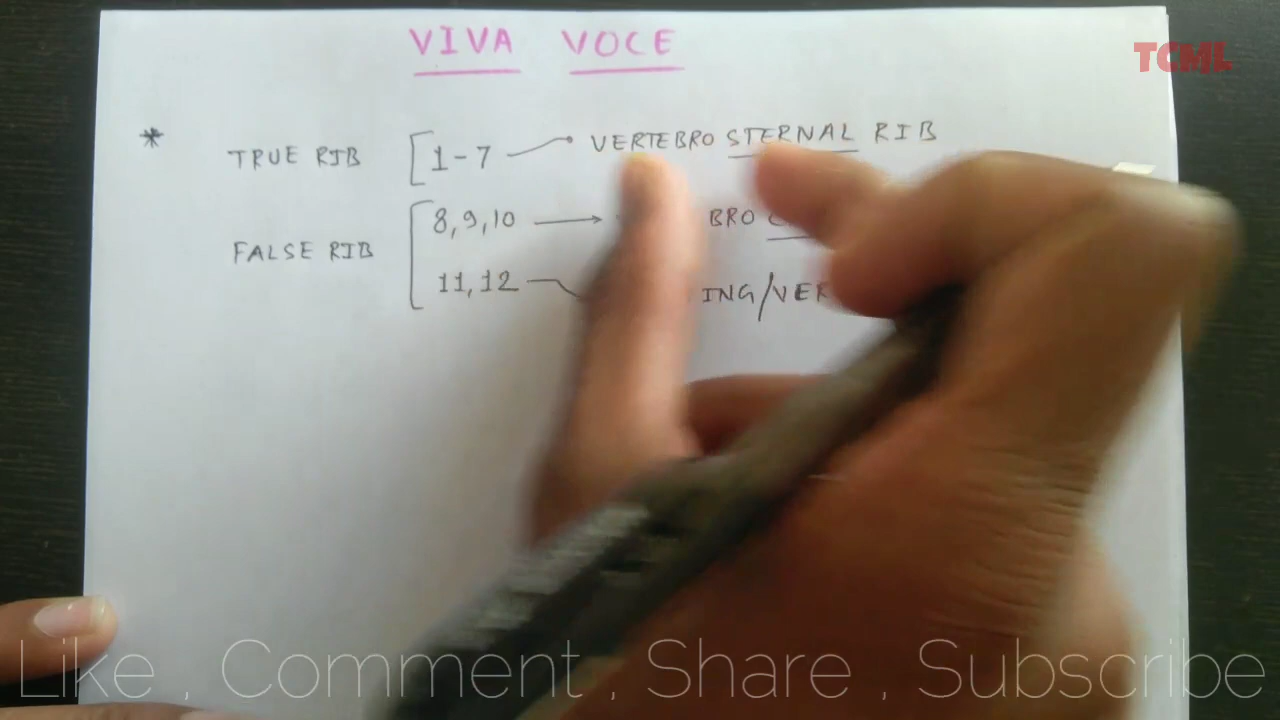 VIVA VOCE
TCML
* TRUE RIB [1-7 VERTEBRO STERNAL RIB
FALSE RIB [8,9,10 → BRO
11,12 ING/VER
Like , Comment , Share , Subscribe